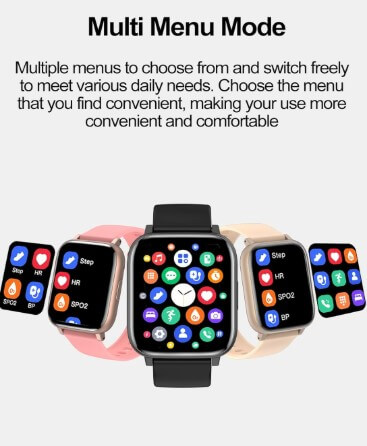 Multi Menu Mode
Multiple menus to choose from and switch freely
to meet various daily needs. Choose the menu
that you find convenient, making your use more
convenient and comfortable
Step HR
SPO2 BP
Step
HR
SPO2
Step
HR
SPO2
BP